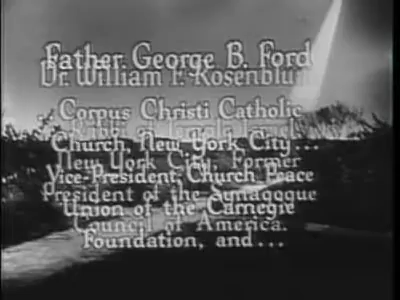 Father George B. Ford
Dr. William F. Rosenblum
Corpus Christi Catholic
Church, New York City...
New York City, Former
Vice-President, Church Peace
President of the Synagogue
Union of the Carnegie
Council of America.
Foundation, and...